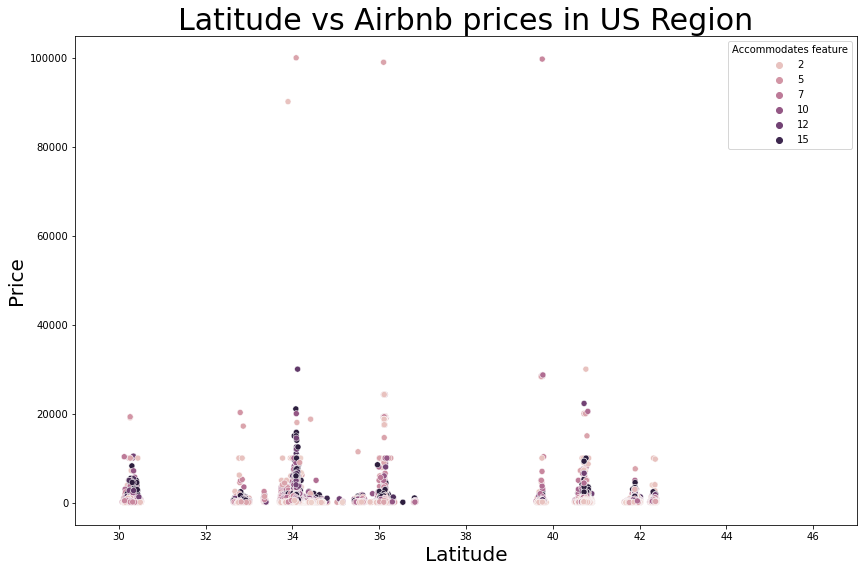 Latitude vs Airbnb prices in US Region
Accommodates feature
2
5
7
10
12
15
100000
80000
60000
40000
20000
0
Price
30 32 34 36 38 40 42 44 46
Latitude